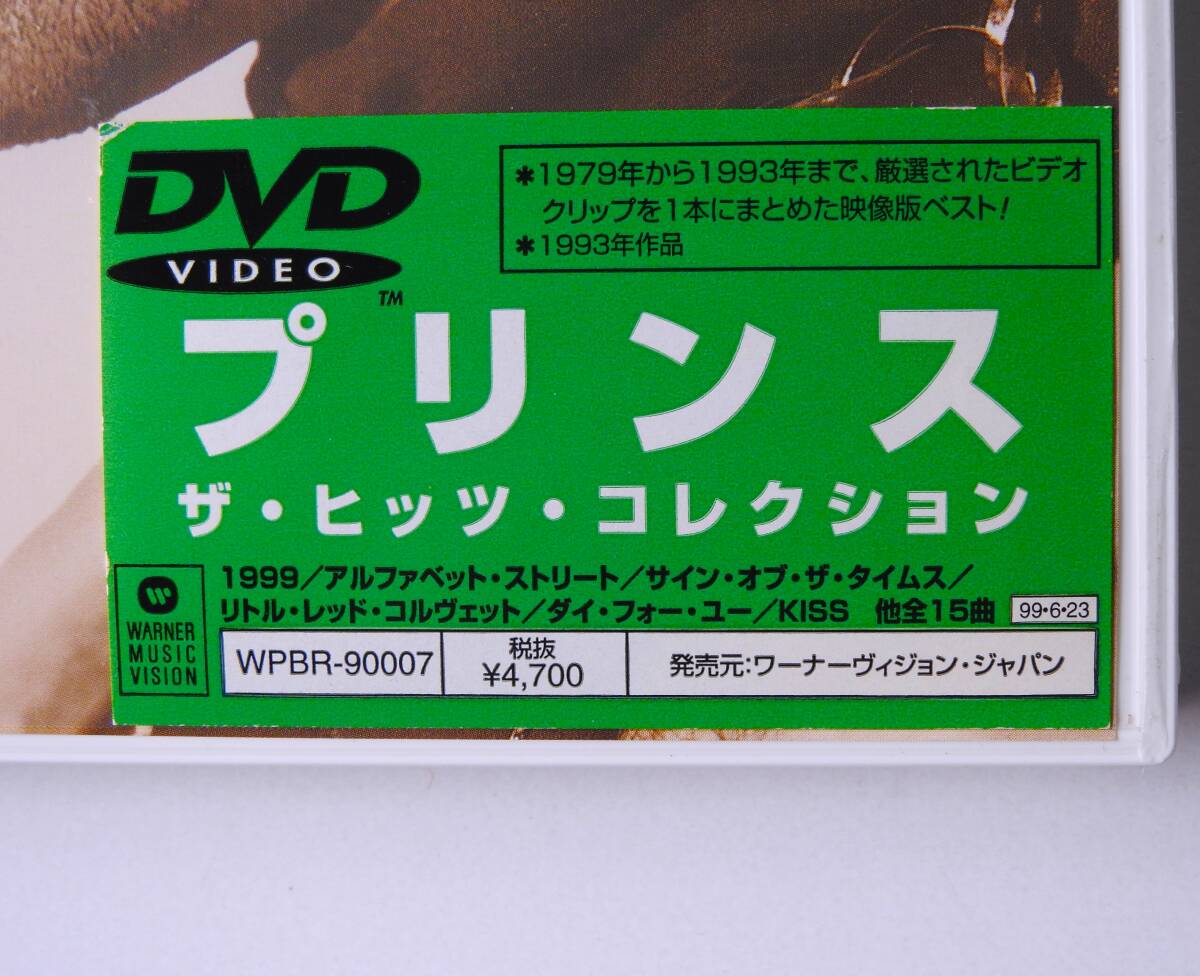 DVD
VIDEO
TM
＊1979年から1993年まで、厳選されたビデオ
クリップを1本にまとめた映像版ベスト!
＊1993年作品
プリンス
ザ・ヒッツ・コレクション
1999/アルファベット・ストリート/サイン・オブ・ザ・タイムス/
リトル・レッド・コルヴェット/ダイ・フォー・ユー/KISS 他全15曲 99・6・23
WARNER
MUSIC
VISION
WPBR-90007
税抜
¥4,700
発売元:ワーナーヴィジョン・ジャパン